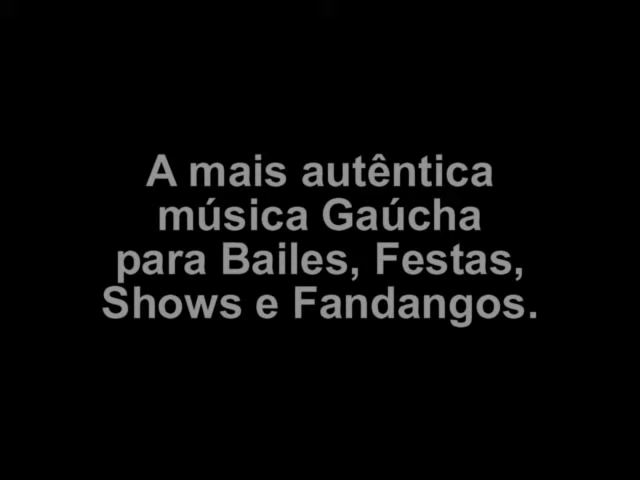 A mais autêntica
música Gaúcha
para Bailes, Festas,
Shows e Fandangos.